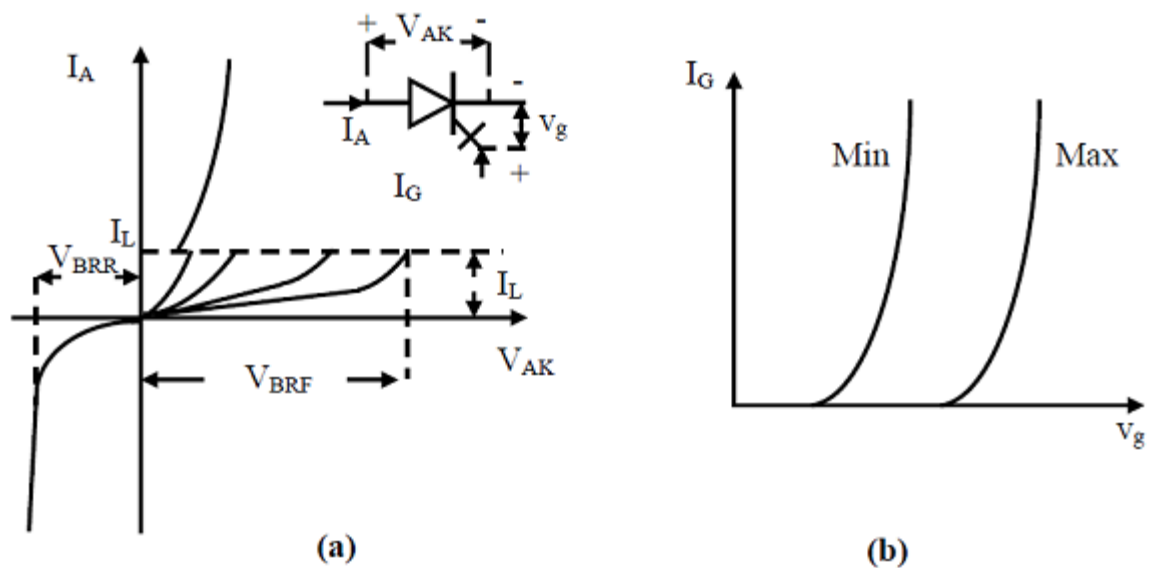 + V_AK -
I_A
-
I_A
v_g
+
I_G
I_L
V_BRR
I_L
V_AK
V_BRF
(a)
I_G
Min
Max
v_g
(b)